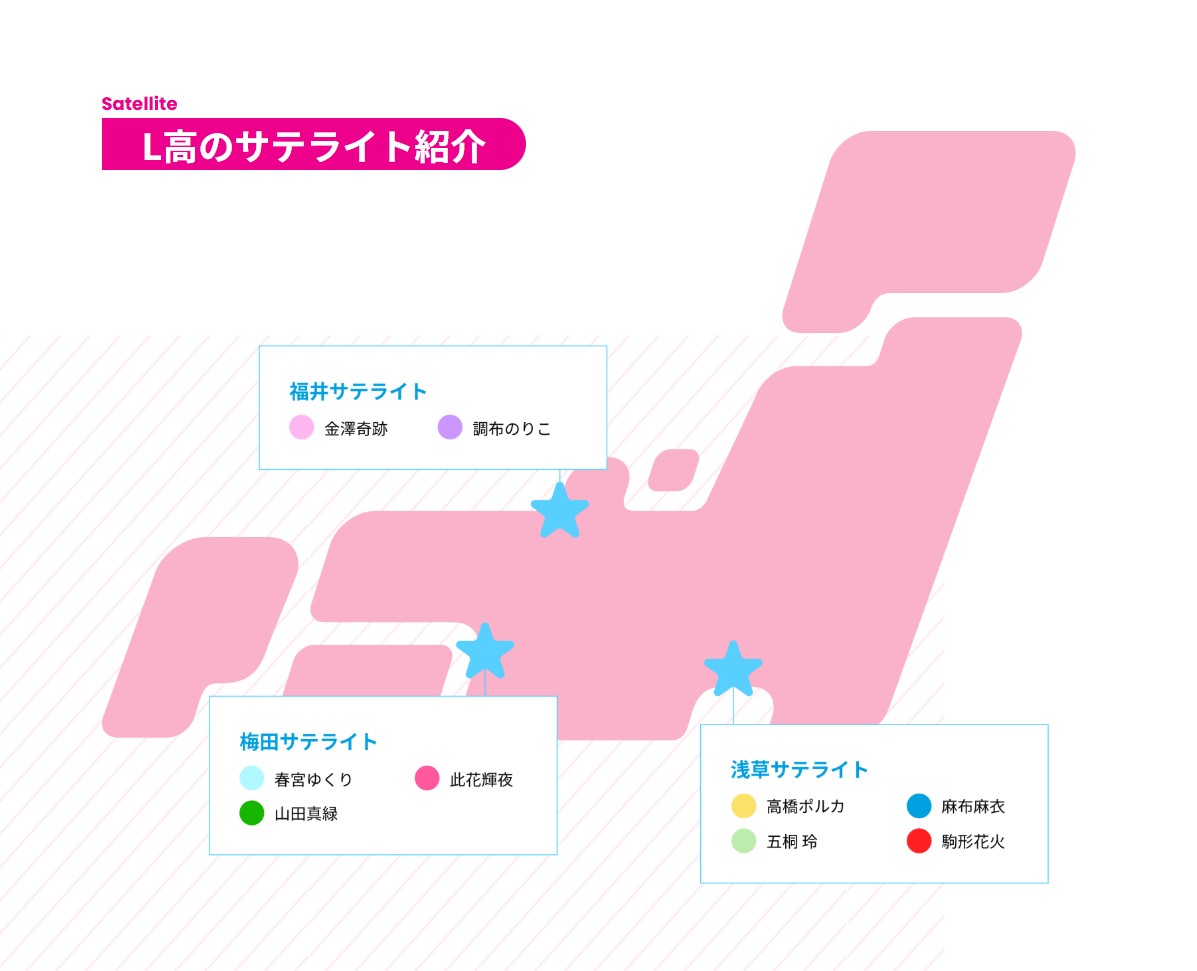 Satellite
L高のサテライト紹介
福井サテライト
金澤奇跡 調布のりこ
梅田サテライト
春宮ゆくり 此花輝夜
山田真緑
浅草サテライト
高橋ポルカ 麻布麻衣
五桐 玲 駒形花火